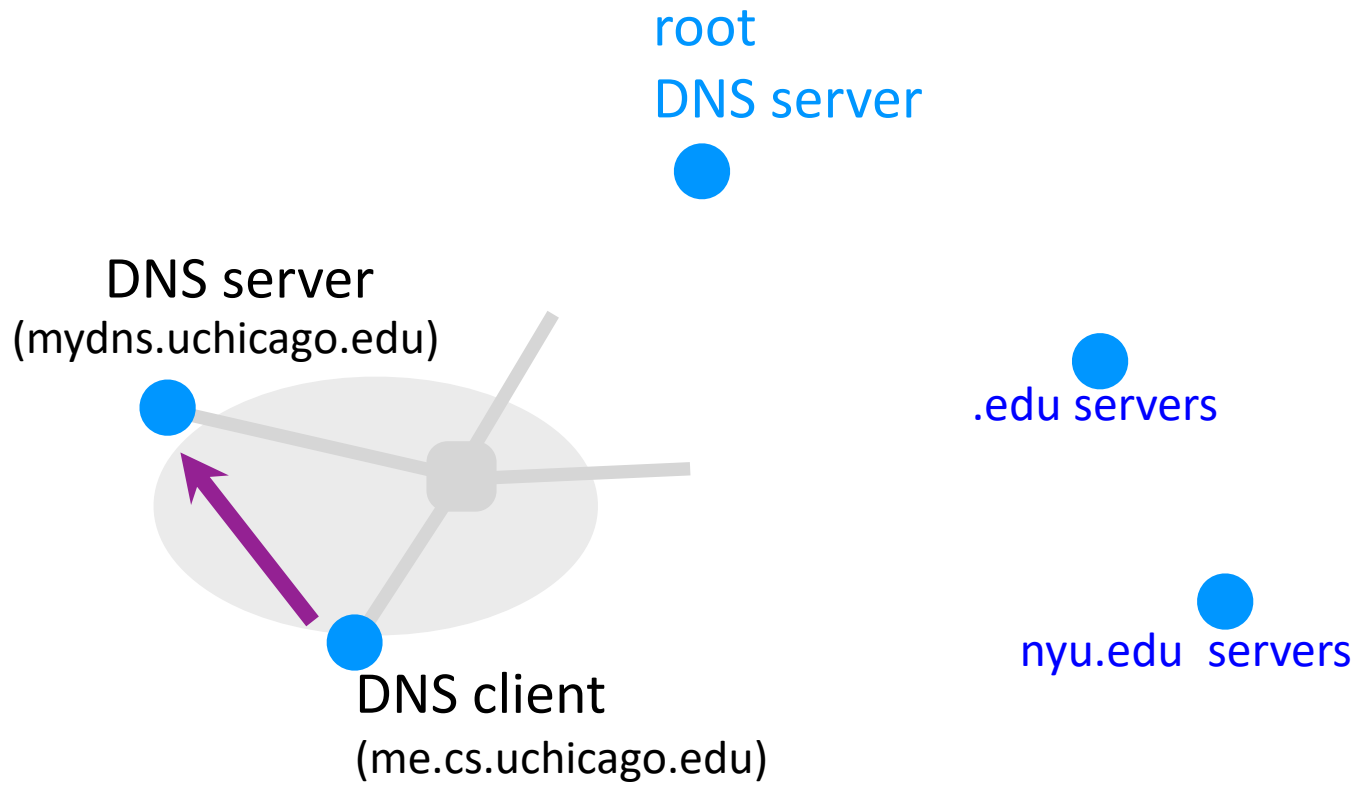 root
DNS server
DNS server
(mydns.uchicago.edu)
.edu servers
nyu.edu servers
DNS client
(me.cs.uchicago.edu)